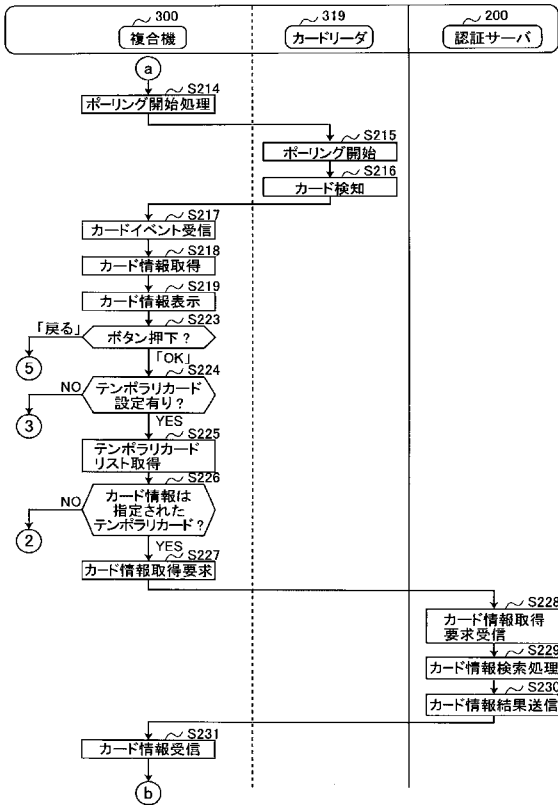 300
複合機
319
カードリーダ
200
認証サーバ
a
S214
ポーリング開始処理
S215
ポーリング開始
S216
カード検知
S217
カードイベント受信
S218
カード情報取得
S219
カード情報表示
S223
「戻る」
ボタン押下?
5
「OK」
S224
NO
テンポラリカード
設定有り?
3
YES
S225
テンポラリカード
リスト取得
S226
NO
カード情報は
指定された
テンポラリカード?
2
YES
S227
カード情報取得要求
S228
カード情報取得
要求受信
S229
カード情報検索処理
S230
カード情報結果送信
S231
カード情報受信
b